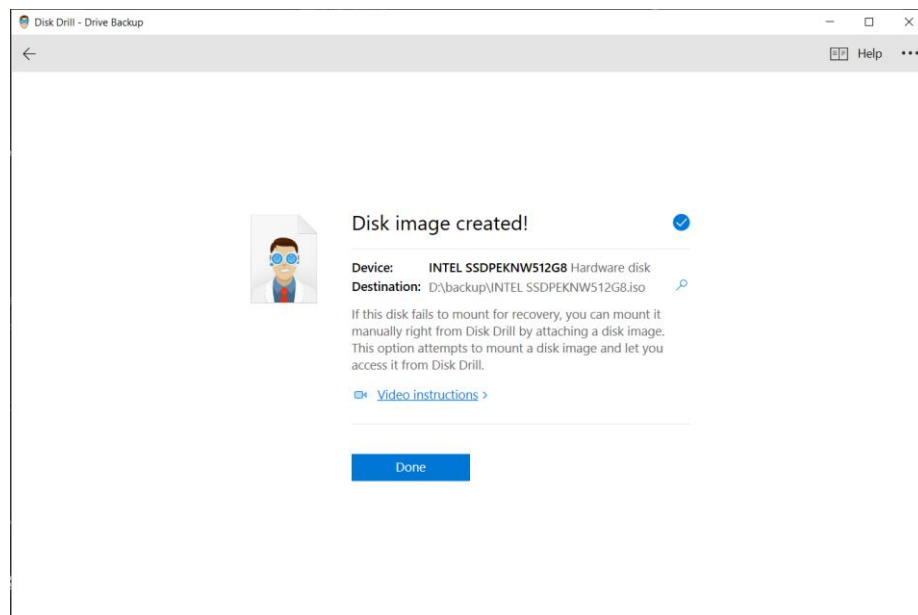 Disk Drill - Drive Backup
Help
Disk image created!
Device: INTEL SSDPEKNW512G8 Hardware disk
Destination: D:\backup\INTEL SSDPEKNW512G8.iso
If this disk fails to mount for recovery, you can mount it
manually right from Disk Drill by attaching a disk image.
This option attempts to mount a disk image and let you
access it from Disk Drill.
Video instructions >
Done